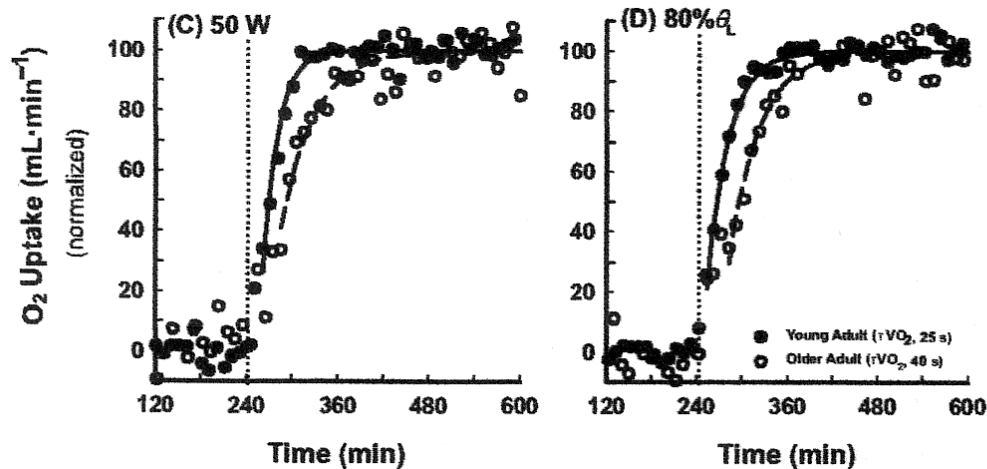 (C) 50 W
(D) 80%θL
O₂ Uptake (mL·min⁻¹)
(normalized)
100
80
60
40
20
0
120 240 360 480 600
Time (min)
100
80
60
40
20
0
120 240 360 480 600
Time (min)
Young Adult (τVO₂, 25 s)
Older Adult (τVO₂, 40 s)